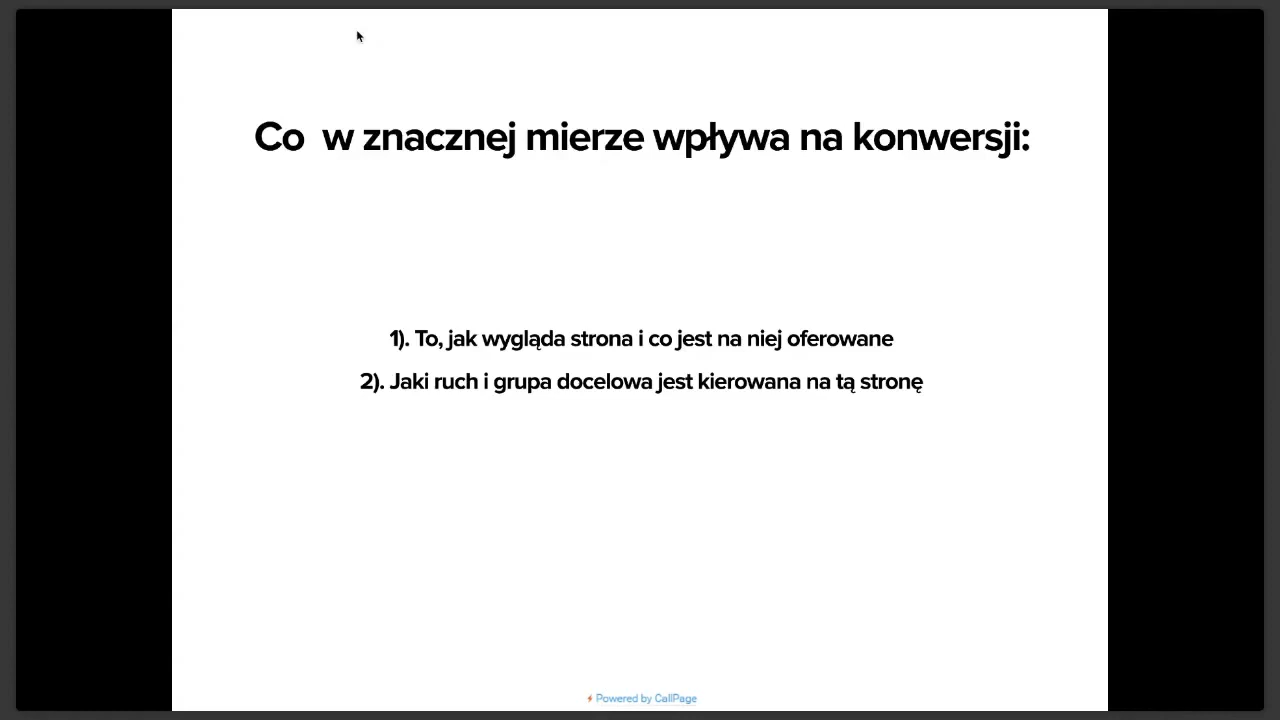 Co w znacznej mierze wpływa na konwersji:
1). To, jak wygląda strona i co jest na niej oferowane
2). Jaki ruch i grupa docelowa jest kierowana na tą stronę
Powered by CallPage